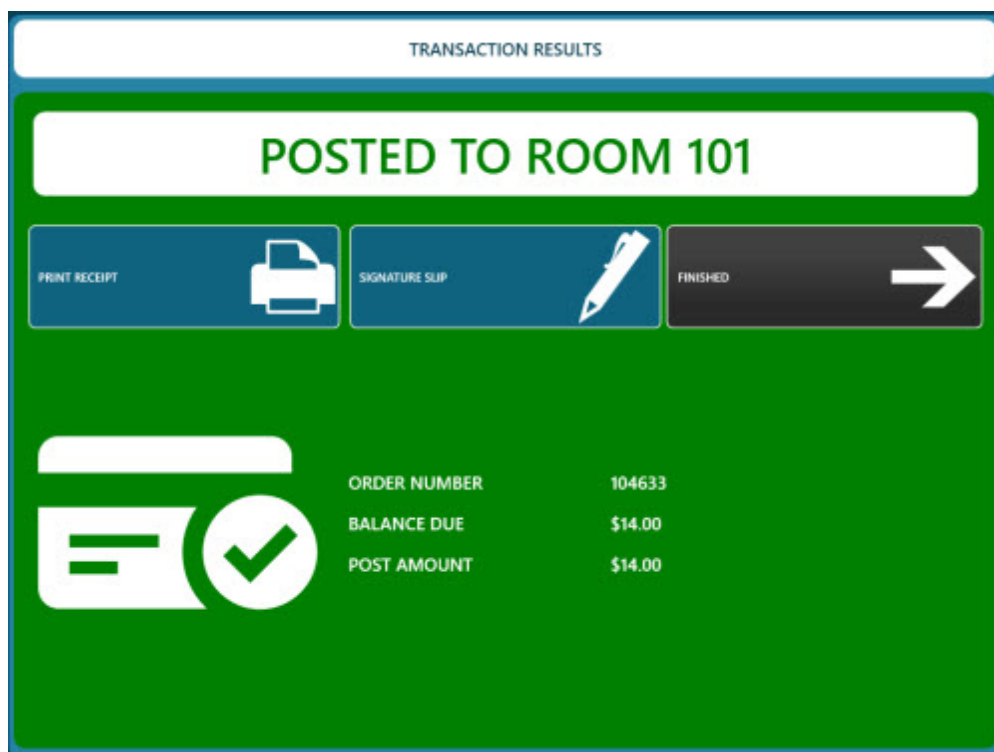 TRANSACTION RESULTS
POSTED TO ROOM 101
PRINT RECEIPT
SIGNATURE SLIP
FINISHED
ORDER NUMBER 104633
BALANCE DUE $14.00
POST AMOUNT $14.00